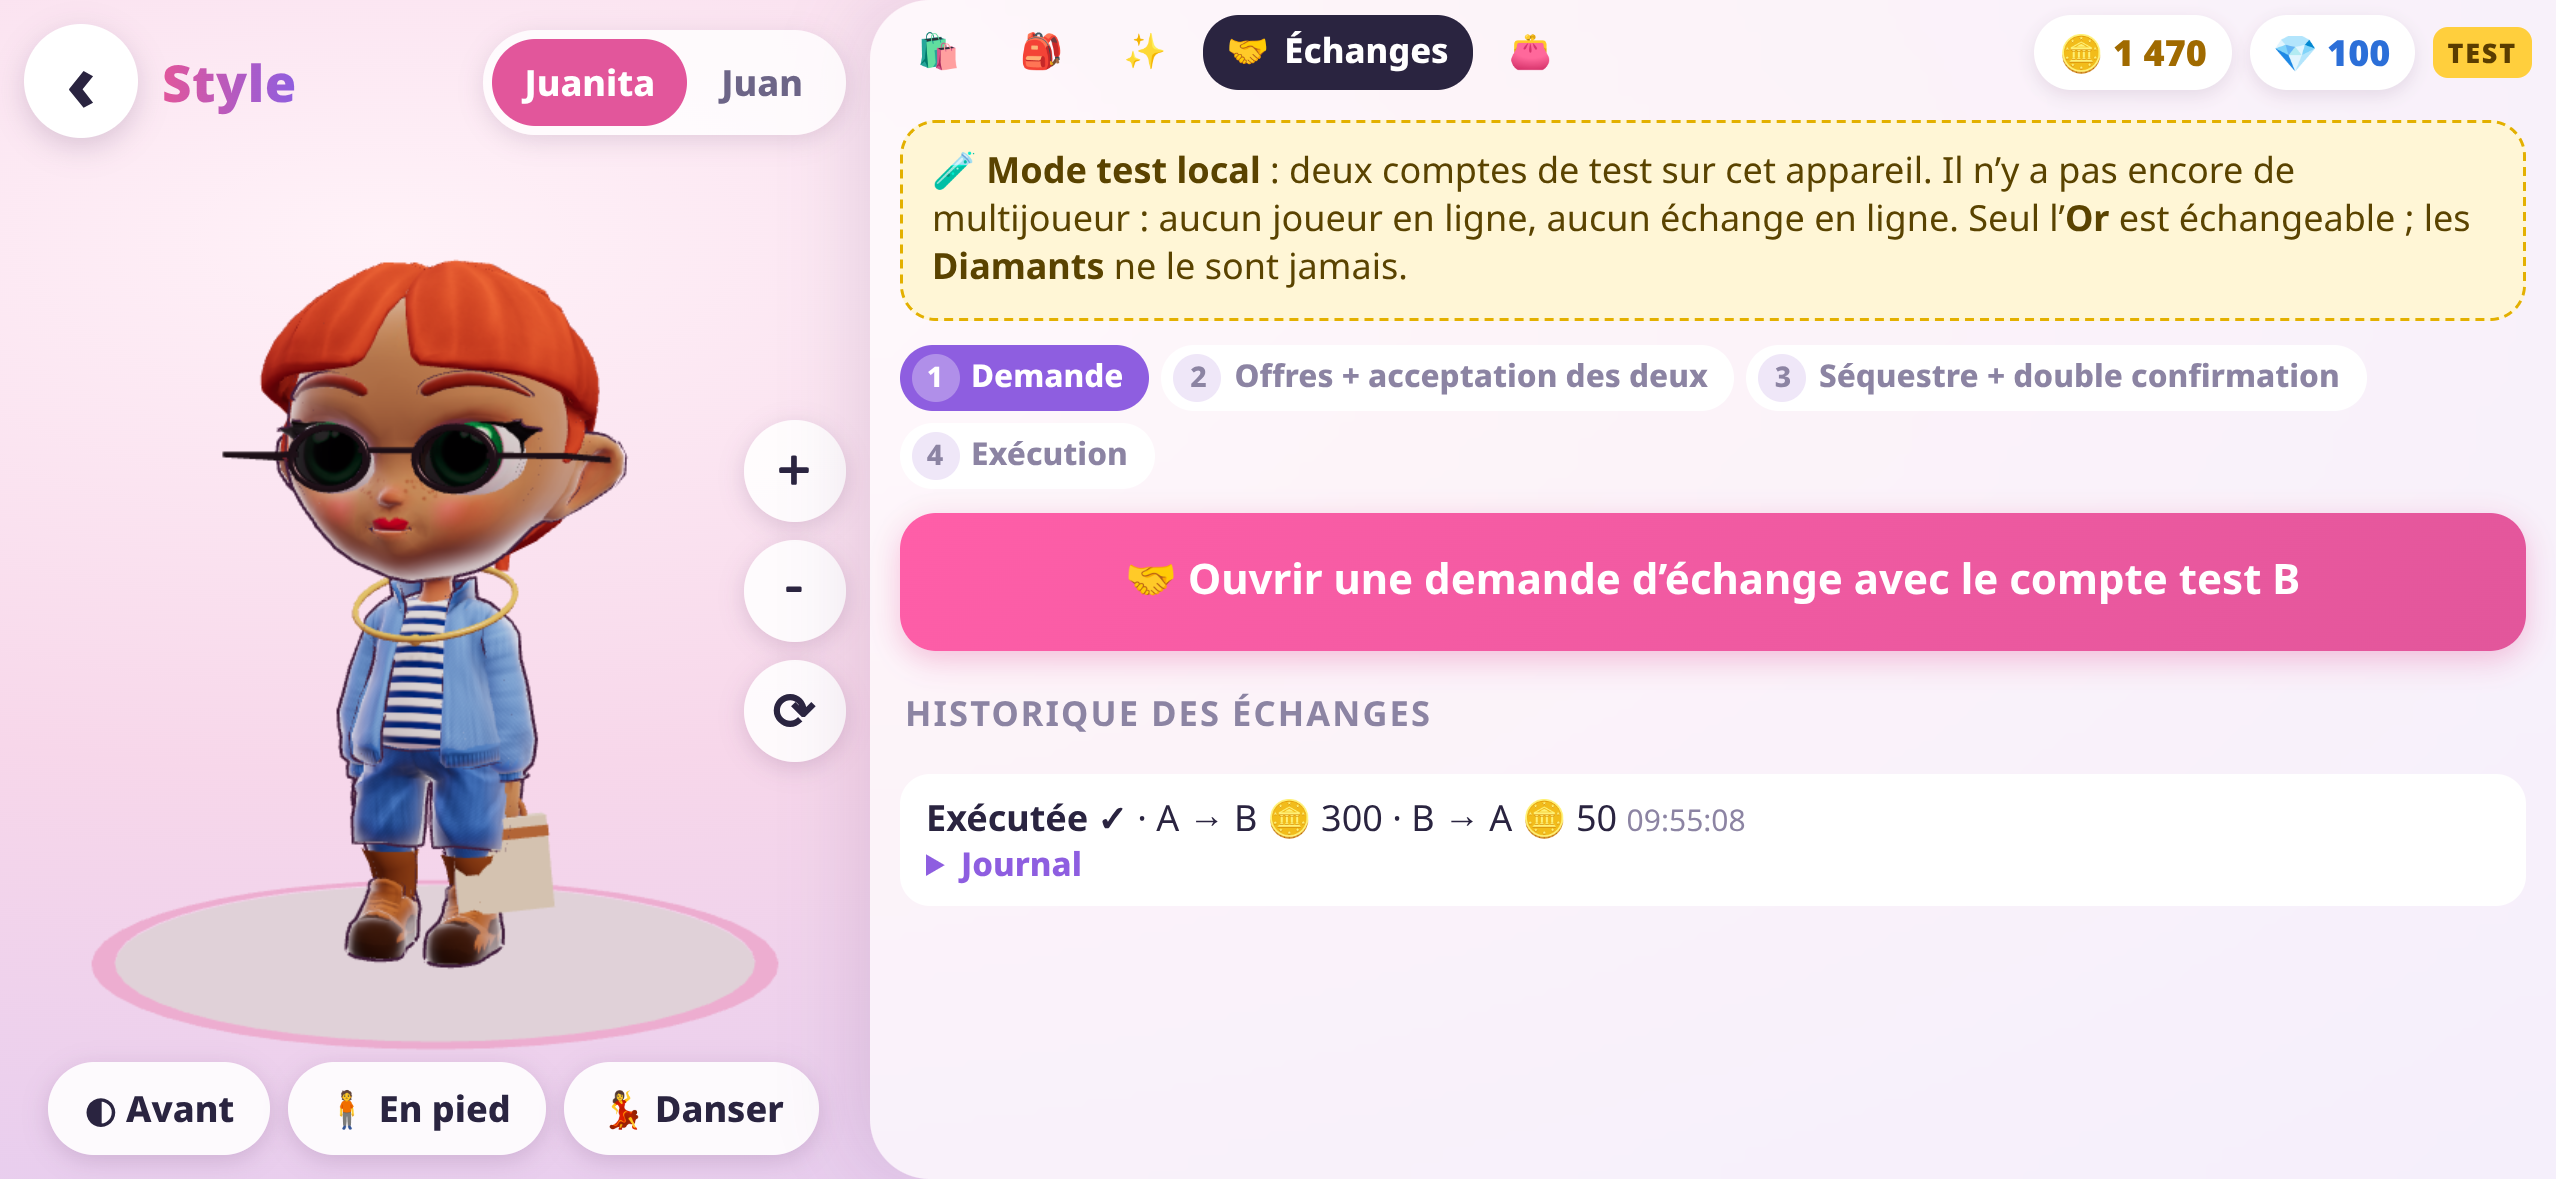 Style
Juanita Juan
Échanges
1 470
100
TEST
Mode test local : deux comptes de test sur cet appareil. Il n’y a pas encore de
multijoueur : aucun joueur en ligne, aucun échange en ligne. Seul l’Or est échangeable ; les
Diamants ne le sont jamais.
1 Demande
2 Offres + acceptation des deux
3 Séquestre + double confirmation
4 Exécution
Ouvrir une demande d’échange avec le compte test B
HISTORIQUE DES ÉCHANGES
Exécutée ✓ · A → B 300 · B → A 50 09:55:08
Journal
Avant
En pied
Danser